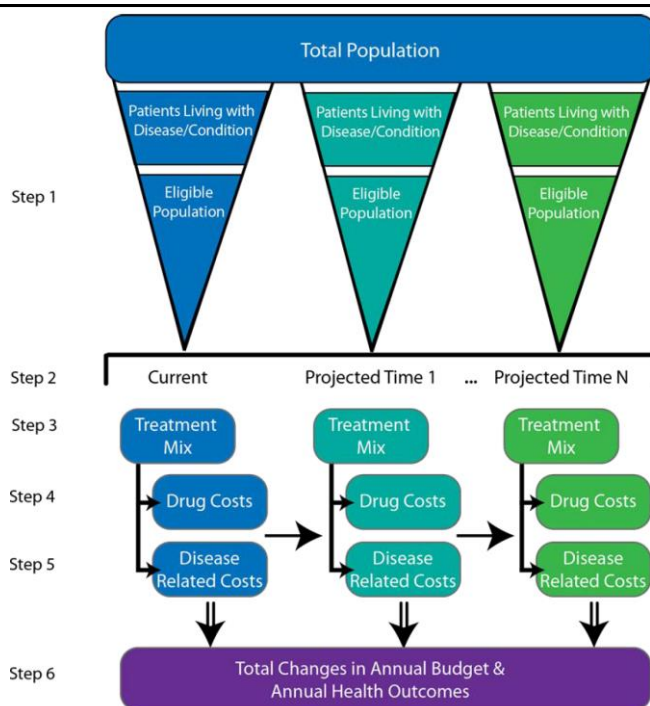 Total Population
Patients Living with
Disease/Condition
Patients Living with
Disease/Condition
Patients Living with
Disease/Condition
Step 1
Eligible
Population
Eligible
Population
Eligible
Population
Step 2
Current
Projected Time 1
...
Projected Time N
Step 3
Treatment
Mix
Treatment
Mix
Treatment
Mix
Step 4
Drug Costs
Drug Costs
Drug Costs
Step 5
Disease
Related Costs
Disease
Related Costs
Disease
Related Costs
Step 6
Total Changes in Annual Budget &
Annual Health Outcomes